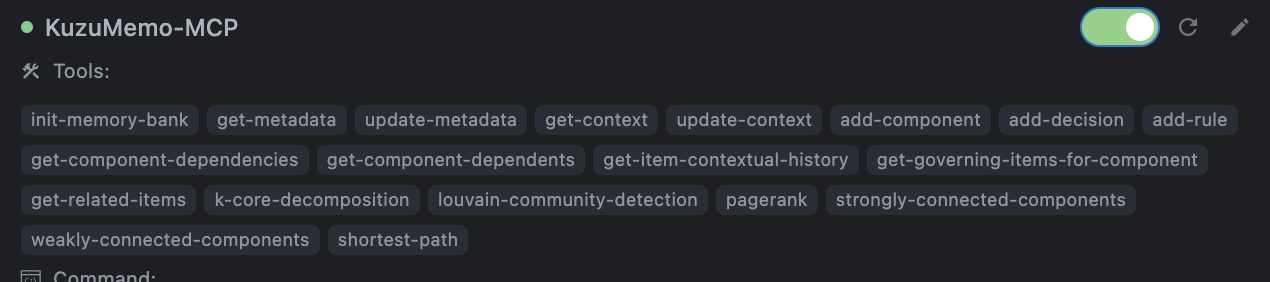 KuzuMemo-MCP
Tools:
init-memory-bank get-metadata update-metadata get-context update-context add-component add-decision add-rule
get-component-dependencies get-component-dependents get-item-contextual-history get-governing-items-for-component
get-related-items k-core-decomposition louvain-community-detection pagerank strongly-connected-components
weakly-connected-components shortest-path
Command: